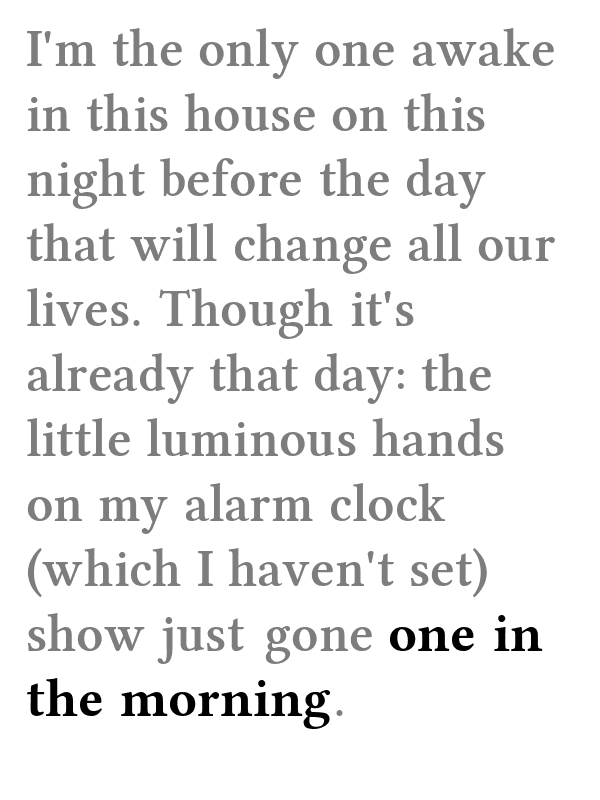 I'm the only one awake
in this house on this
night before the day
that will change all our
lives. Though it's
already that day: the
little luminous hands
on my alarm clock
(which I haven't set)
show just gone one in
the morning.